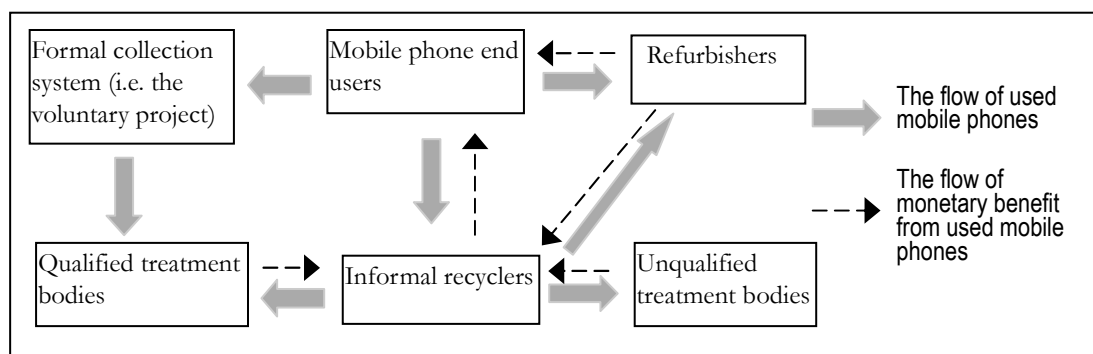 Formal collection
system (i.e. the
voluntary project)
Mobile phone end
users
Refurbishers
The flow of used
mobile phones
The flow of
monetary benefit
from used mobile
phones
Qualified treatment
bodies
Informal recyclers
Unqualified
treatment bodies